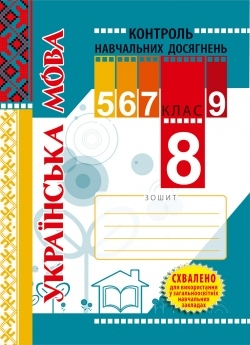 КОНТРОЛЬ
НАВЧАЛЬНИХ ДОСЯГНЕНЬ
УКРАЇНСЬКА МОВА
5 6 7 КЛАС 9
8
ЗОШИТ
СХВАЛЕНО
для використання
у загальноосвітніх
навчальних
закладах